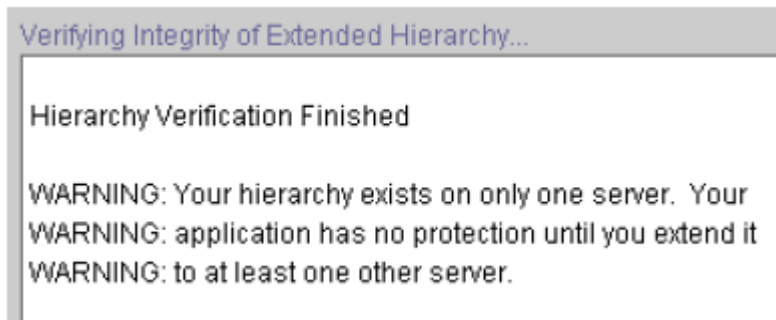 Verifying Integrity of Extended Hierarchy...
Hierarchy Verification Finished
WARNING: Your hierarchy exists on only one server.  Your
WARNING: application has no protection until you extend it
WARNING: to at least one other server.